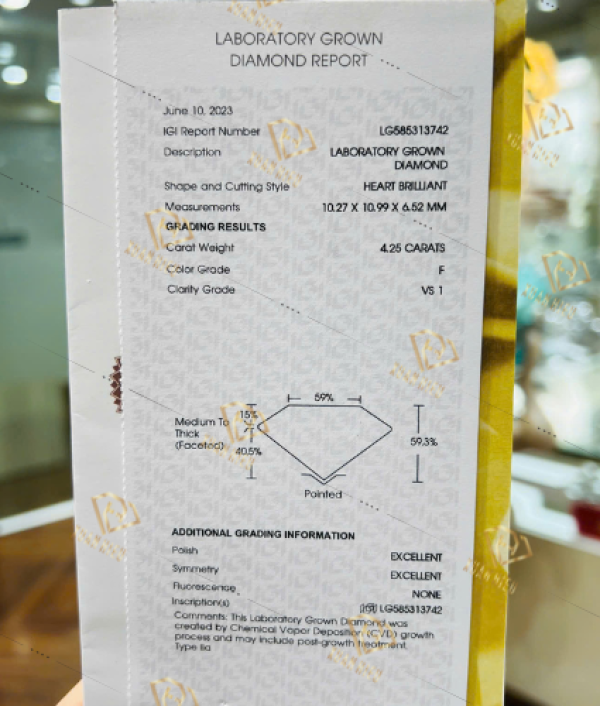 LABORATORY GROWN
DIAMOND REPORT
June 10, 2023
IGI Report Number LG585313742
Description LABORATORY GROWN
DIAMOND
Shape and Cutting Style HEART BRILLIANT
Measurements 10.27 X 10.99 X 6.52 MM
GRADING RESULTS
Carat Weight 4.25 CARATS
Color Grade F
Clarity Grade VS 1
59%
15%
Medium To
Thick
(Faceted)
40.5%
59.3%
Pointed
ADDITIONAL GRADING INFORMATION
Polish EXCELLENT
Symmetry EXCELLENT
Fluorescence NONE
Inscription(s) LG585313742
Comments: This Laboratory Grown Diamond was
created by Chemical Vapor Deposition (CVD) growth
process and may include post-growth treatment.
Type IIa